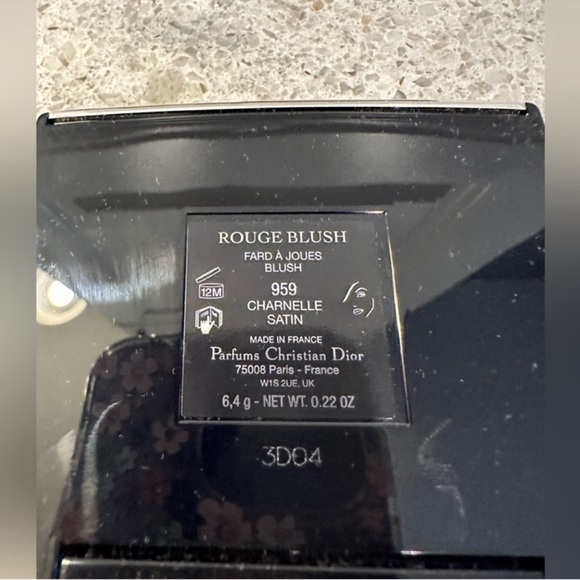 ROUGE BLUSH
FARD À JOUES
BLUSH
12M
959
CHARNELLE
SATIN
MADE IN FRANCE
Parfums Christian Dior
75008 Paris - France
W1S 2UE, UK
6,4 g - NET WT. 0.22 OZ
3D04